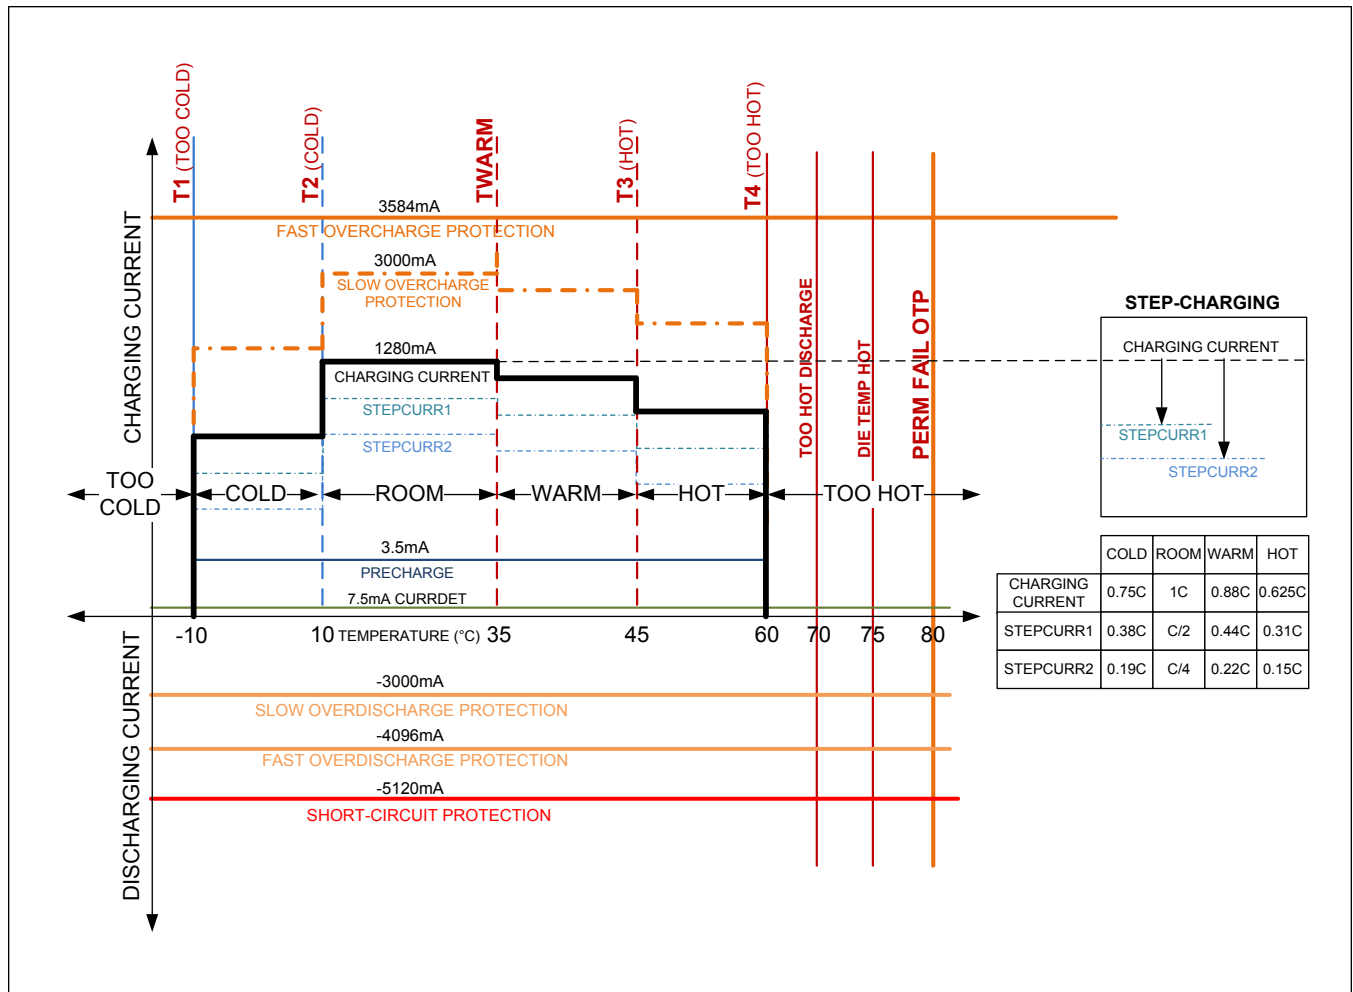 T1 (TOO COLD)
T2 (COLD)
TWARM
T3 (HOT)
T4 (TOO HOT)
CHARGING CURRENT
3584mA
FAST OVERCHARGE PROTECTION
3000mA
SLOW OVERCHARGE
PROTECTION
1280mA
CHARGING CURRENT
STEPCURR1
STEPCURR2
TOO HOT DISCHARGE
DIE TEMP HOT
PERM FAIL OTP
TOO
COLD
COLD
ROOM
WARM
HOT
TOO HOT
3.5mA
PRECHARGE
7.5mA CURRDET
-10
10
TEMPERATURE (°C)
35
45
60
70
75
80
DISCHARGING CURRENT
-3000mA
SLOW OVERDISCHARGE PROTECTION
-4096mA
FAST OVERDISCHARGE PROTECTION
-5120mA
SHORT-CIRCUIT PROTECTION
STEP-CHARGING
CHARGING CURRENT
STEPCURR1
STEPCURR2
COLD ROOM WARM HOT
CHARGING
CURRENT
0.75C 1C 0.88C 0.625C
STEPCURR1 0.38C C/2 0.44C 0.31C
STEPCURR2 0.19C C/4 0.22C 0.15C